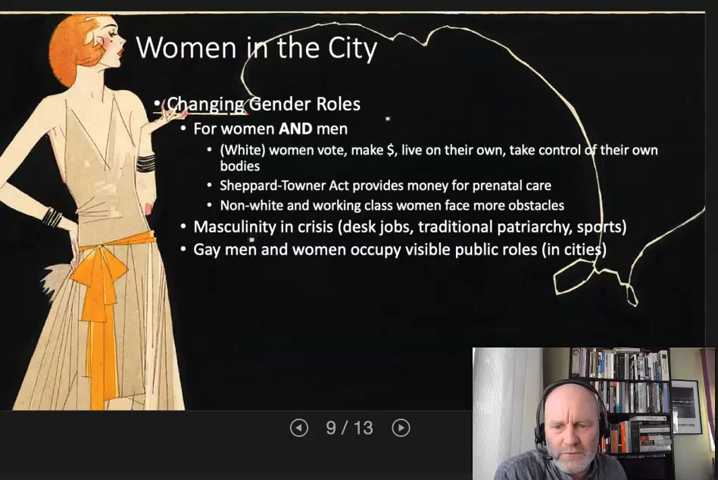 Women in the City
• Changing Gender Roles
• For women AND men
• (White) women vote, make $, live on their own, take control of their own
bodies
• Sheppard-Towner Act provides money for prenatal care
• Non-white and working class women face more obstacles
• Masculinity in crisis (desk jobs, traditional patriarchy, sports)
• Gay men and women occupy visible public roles (in cities)
9 / 13